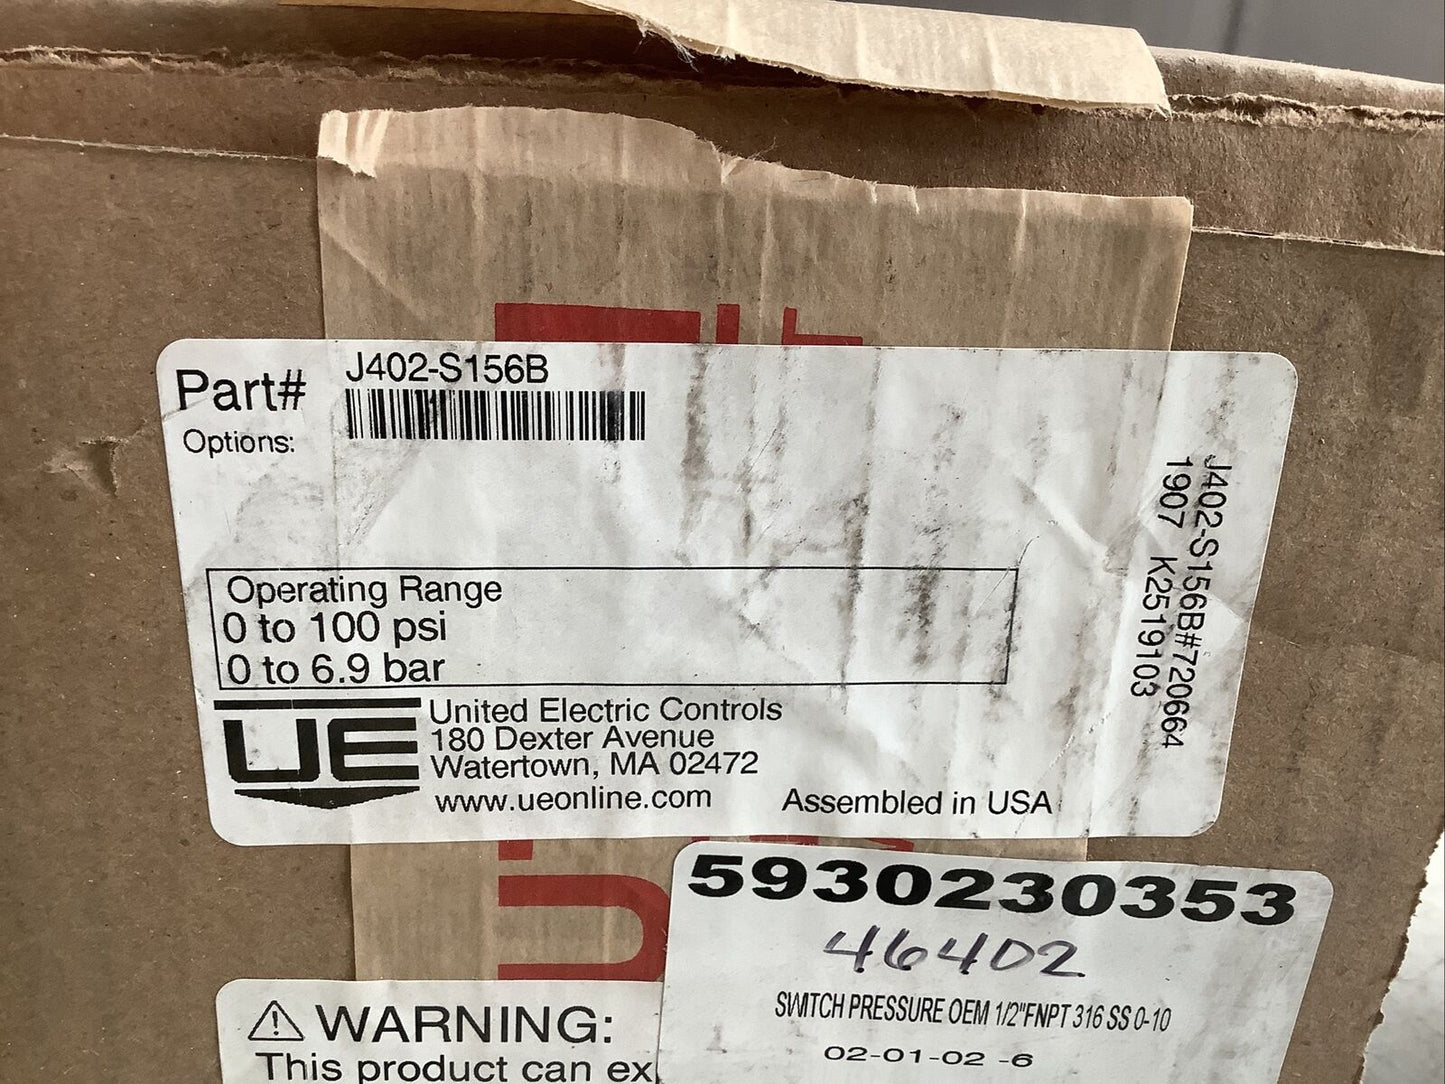 Part# J402-S156B
Options:
Operating Range
0 to 100 psi
0 to 6.9 bar
UE
United Electric Controls
180 Dexter Avenue
Watertown, MA 02472
www.ueonline.com
Assembled in USA
J402-S156B#720664
1907 K2519103
5930230353
46402
SWITCH PRESSURE OEM 1/2"FNPT 316 SS 0-10
02-01-02 -6
WARNING:
This product can ex